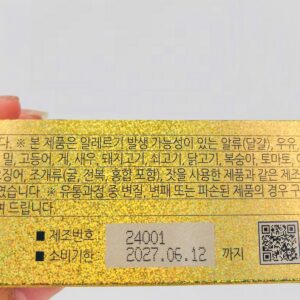 다. ※ 본 제품은 알레르기 발생 가능성이 있는 알류(달걀), 우유,
밀, 고등어, 게, 새우, 돼지고기, 쇠고기, 닭고기, 복숭아, 토마토,
오징어, 조개류(굴, 전복, 홍합 포함), 잣을 사용한 제품과 같은 제조
였습니다. ※ 유통과정 중 변질, 변패 또는 파손된 제품의 경우 구
여 드립니다.
■ 제조번호 : 24001
■ 소비기한 : 2027.06.12 까지